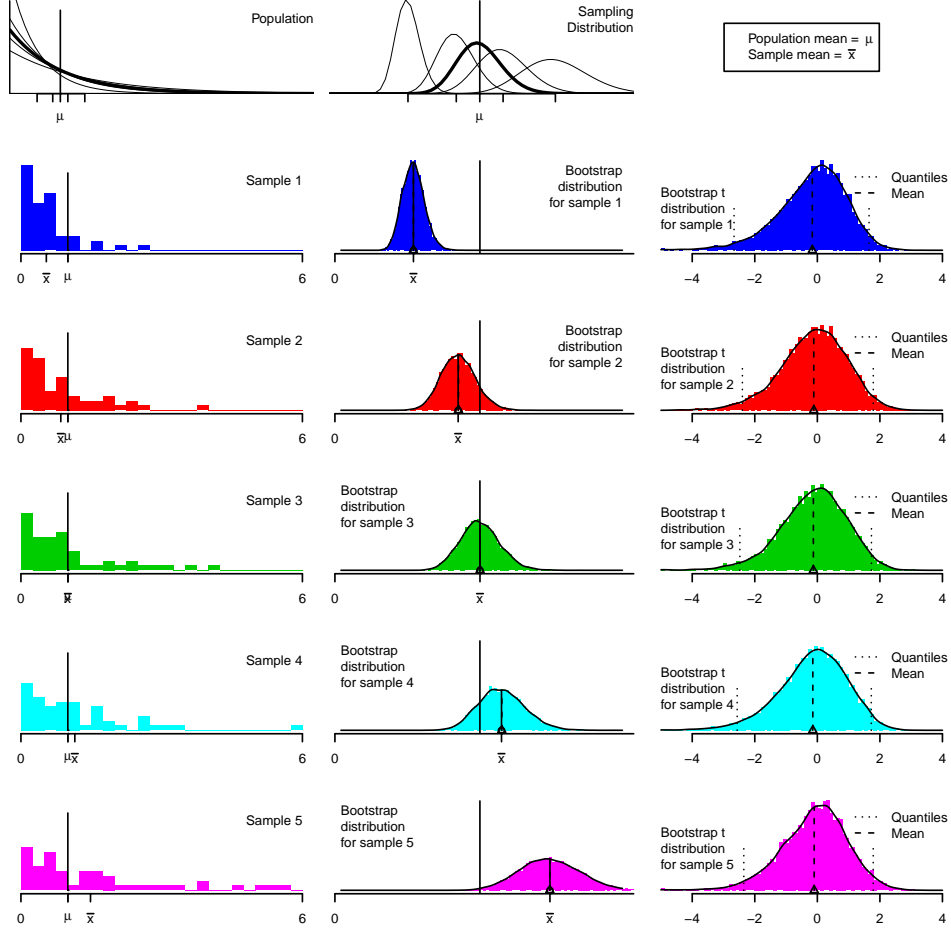 Population
μ
Sampling
Distribution
μ
Population mean = μ
Sample mean = x̄
Sample 1
0 x̄ μ 6
Bootstrap
distribution
for sample 1
0 x̄
Bootstrap t
distribution
for sample 1
Quantiles
Mean
−4 −2 0 2 4
Sample 2
0 x̄μ 6
Bootstrap
distribution
for sample 2
0 x̄
Bootstrap t
distribution
for sample 2
Quantiles
Mean
−4 −2 0 2 4
Sample 3
0 x̄μ 6
Bootstrap
distribution
for sample 3
0 x̄
Bootstrap t
distribution
for sample 3
Quantiles
Mean
−4 −2 0 2 4
Sample 4
0 μx̄ 6
Bootstrap
distribution
for sample 4
0 x̄
Bootstrap t
distribution
for sample 4
Quantiles
Mean
−4 −2 0 2 4
Sample 5
0 μ x̄ 6
Bootstrap
distribution
for sample 5
0 x̄
Bootstrap t
distribution
for sample 5
Quantiles
Mean
−4 −2 0 2 4